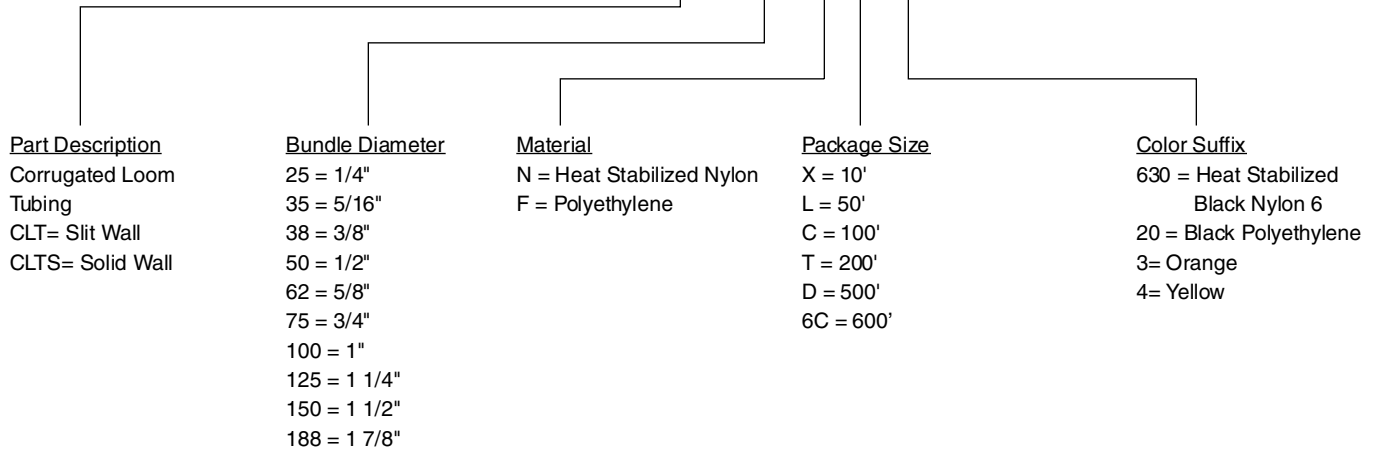 Part Description
Corrugated Loom
Tubing
CLT= Slit Wall
CLTS= Solid Wall
Bundle Diameter
25 = 1/4"
35 = 5/16"
38 = 3/8"
50 = 1/2"
62 = 5/8"
75 = 3/4"
100 = 1"
125 = 1 1/4"
150 = 1 1/2"
188 = 1 7/8"
Material
N = Heat Stabilized Nylon
F = Polyethylene
Package Size
X = 10'
L = 50'
C = 100'
T = 200'
D = 500'
6C = 600’
Color Suffix
630 = Heat Stabilized
Black Nylon 6
20 = Black Polyethylene
3= Orange
4= Yellow